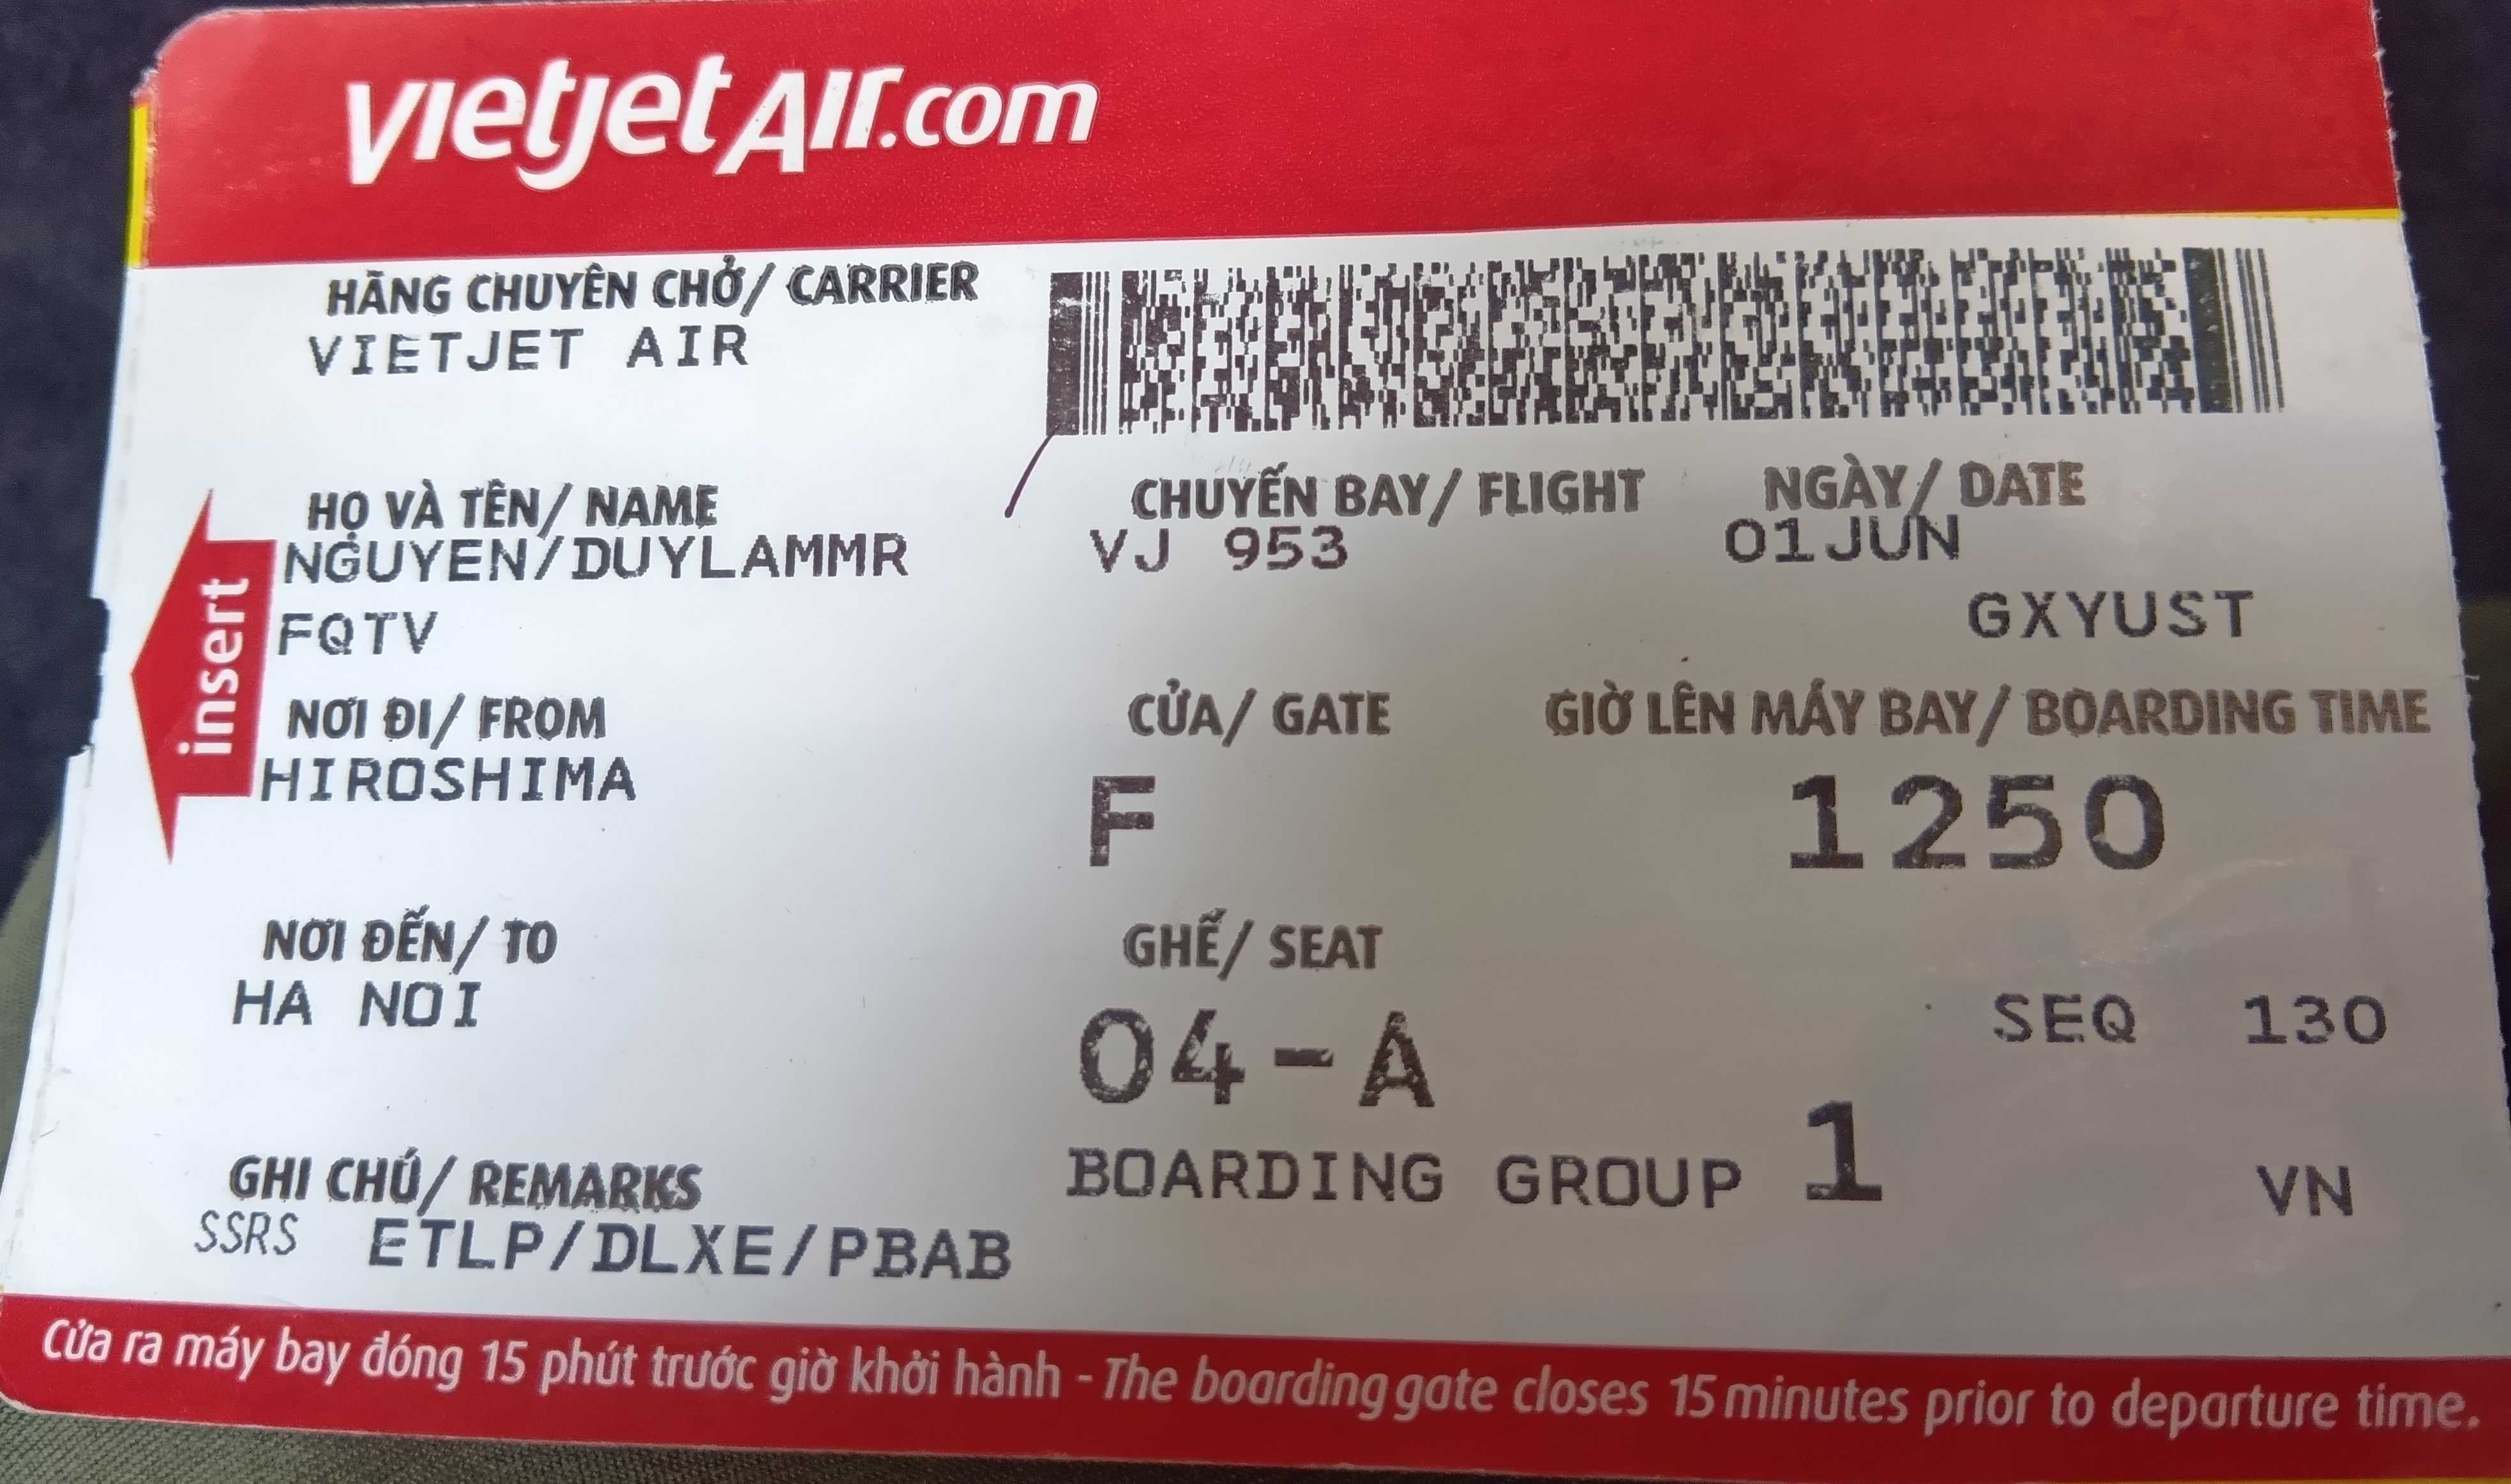 vietjetAir.com
HÃNG CHUYÊN CHỞ/ CARRIER
VIETJET AIR
HỌ VÀ TÊN/ NAME
NGUYEN/DUYLAMMR
CHUYẾN BAY/ FLIGHT
VJ 953
NGÀY/ DATE
01JUN
FQTV
GXYUST
insert
NƠI ĐI/ FROM
HIROSHIMA
CỬA/ GATE
F
GIỜ LÊN MÁY BAY/ BOARDING TIME
1250
NƠI ĐẾN/ TO
HA NOI
GHẾ/ SEAT
04-A
SEQ 130
BOARDING GROUP 1
VN
GHI CHÚ/ REMARKS
SSRS ETLP/DLXE/PBAB
Cửa ra máy bay đóng 15 phút trước giờ khởi hành - The boarding gate closes 15 minutes prior to departure time.